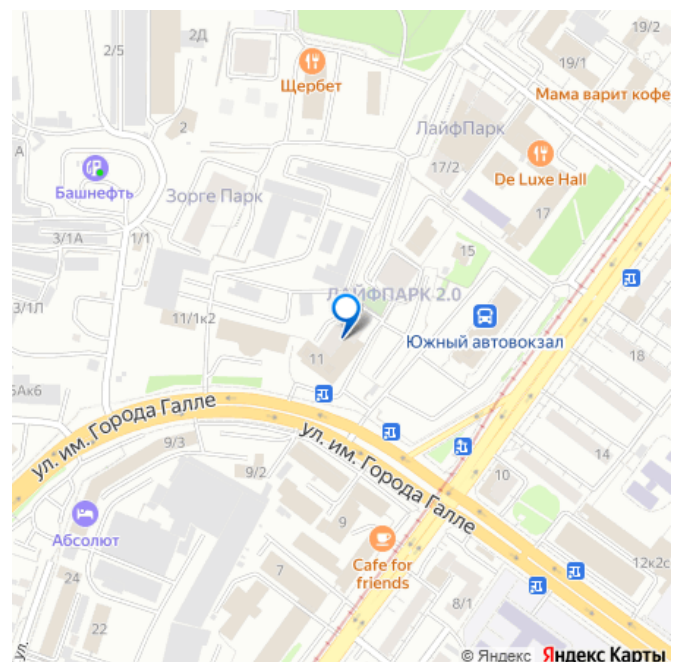 19/2
2Д
2/5
19/1
Щербет
Мама варит кофе
ЛайфПарк
2
А
17/2
De Luxe Hall
Башнефть
Зорге Парк
17
3/1А
1/1
15
3/1Л
ЛАЙФПАРК 2.0
11/1к2
Южный автовокзал
11
18
5Ак6
ул. им. Города Галле
9/3
ул. им. Города Галле
14
9/2
10
Абсолют
9
Cafe for
friends
12к2с
24
7
8/1
22
ул.
© Яндекс Яндекс Карты